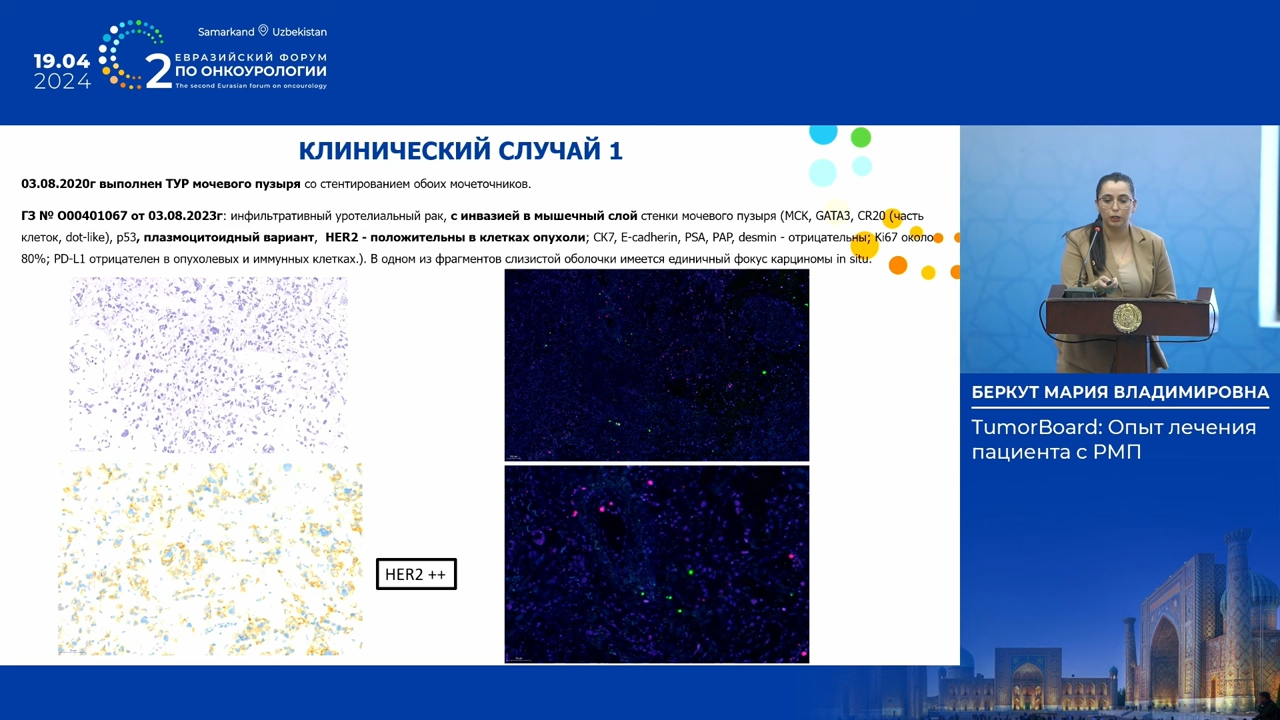 Samarkand Uzbekistan
19.04
2024
2
ЕВРАЗИЙСКИЙ ФОРУМ
ПО ОНКОУРОЛОГИИ
The second Eurasian forum on oncourology
КЛИНИЧЕСКИЙ СЛУЧАЙ 1
03.08.2020г выполнен ТУР мочевого пузыря со стентированием обоих мочеточников.
ГЗ № O00401067 от 03.08.2023г: инфильтративный уротелиальный рак, с инвазией в мышечный слой стенки мочевого пузыря (МСК, GATA3, CR20 (часть
клеток, dot-like), p53, плазмоцитоидный вариант, HER2 - положительны в клетках опухоли; CK7, E-cadherin, PSA, PAP, desmin - отрицательны; Ki67 около
80%; PD-L1 отрицателен в опухолевых и иммунных клетках.). В одном из фрагментов слизистой оболочки имеется единичный фокус карциномы in situ.
HER2 ++
БЕРКУТ МАРИЯ ВЛАДИМИРОВНА
TumorBoard: Опыт лечения
пациента с РМП